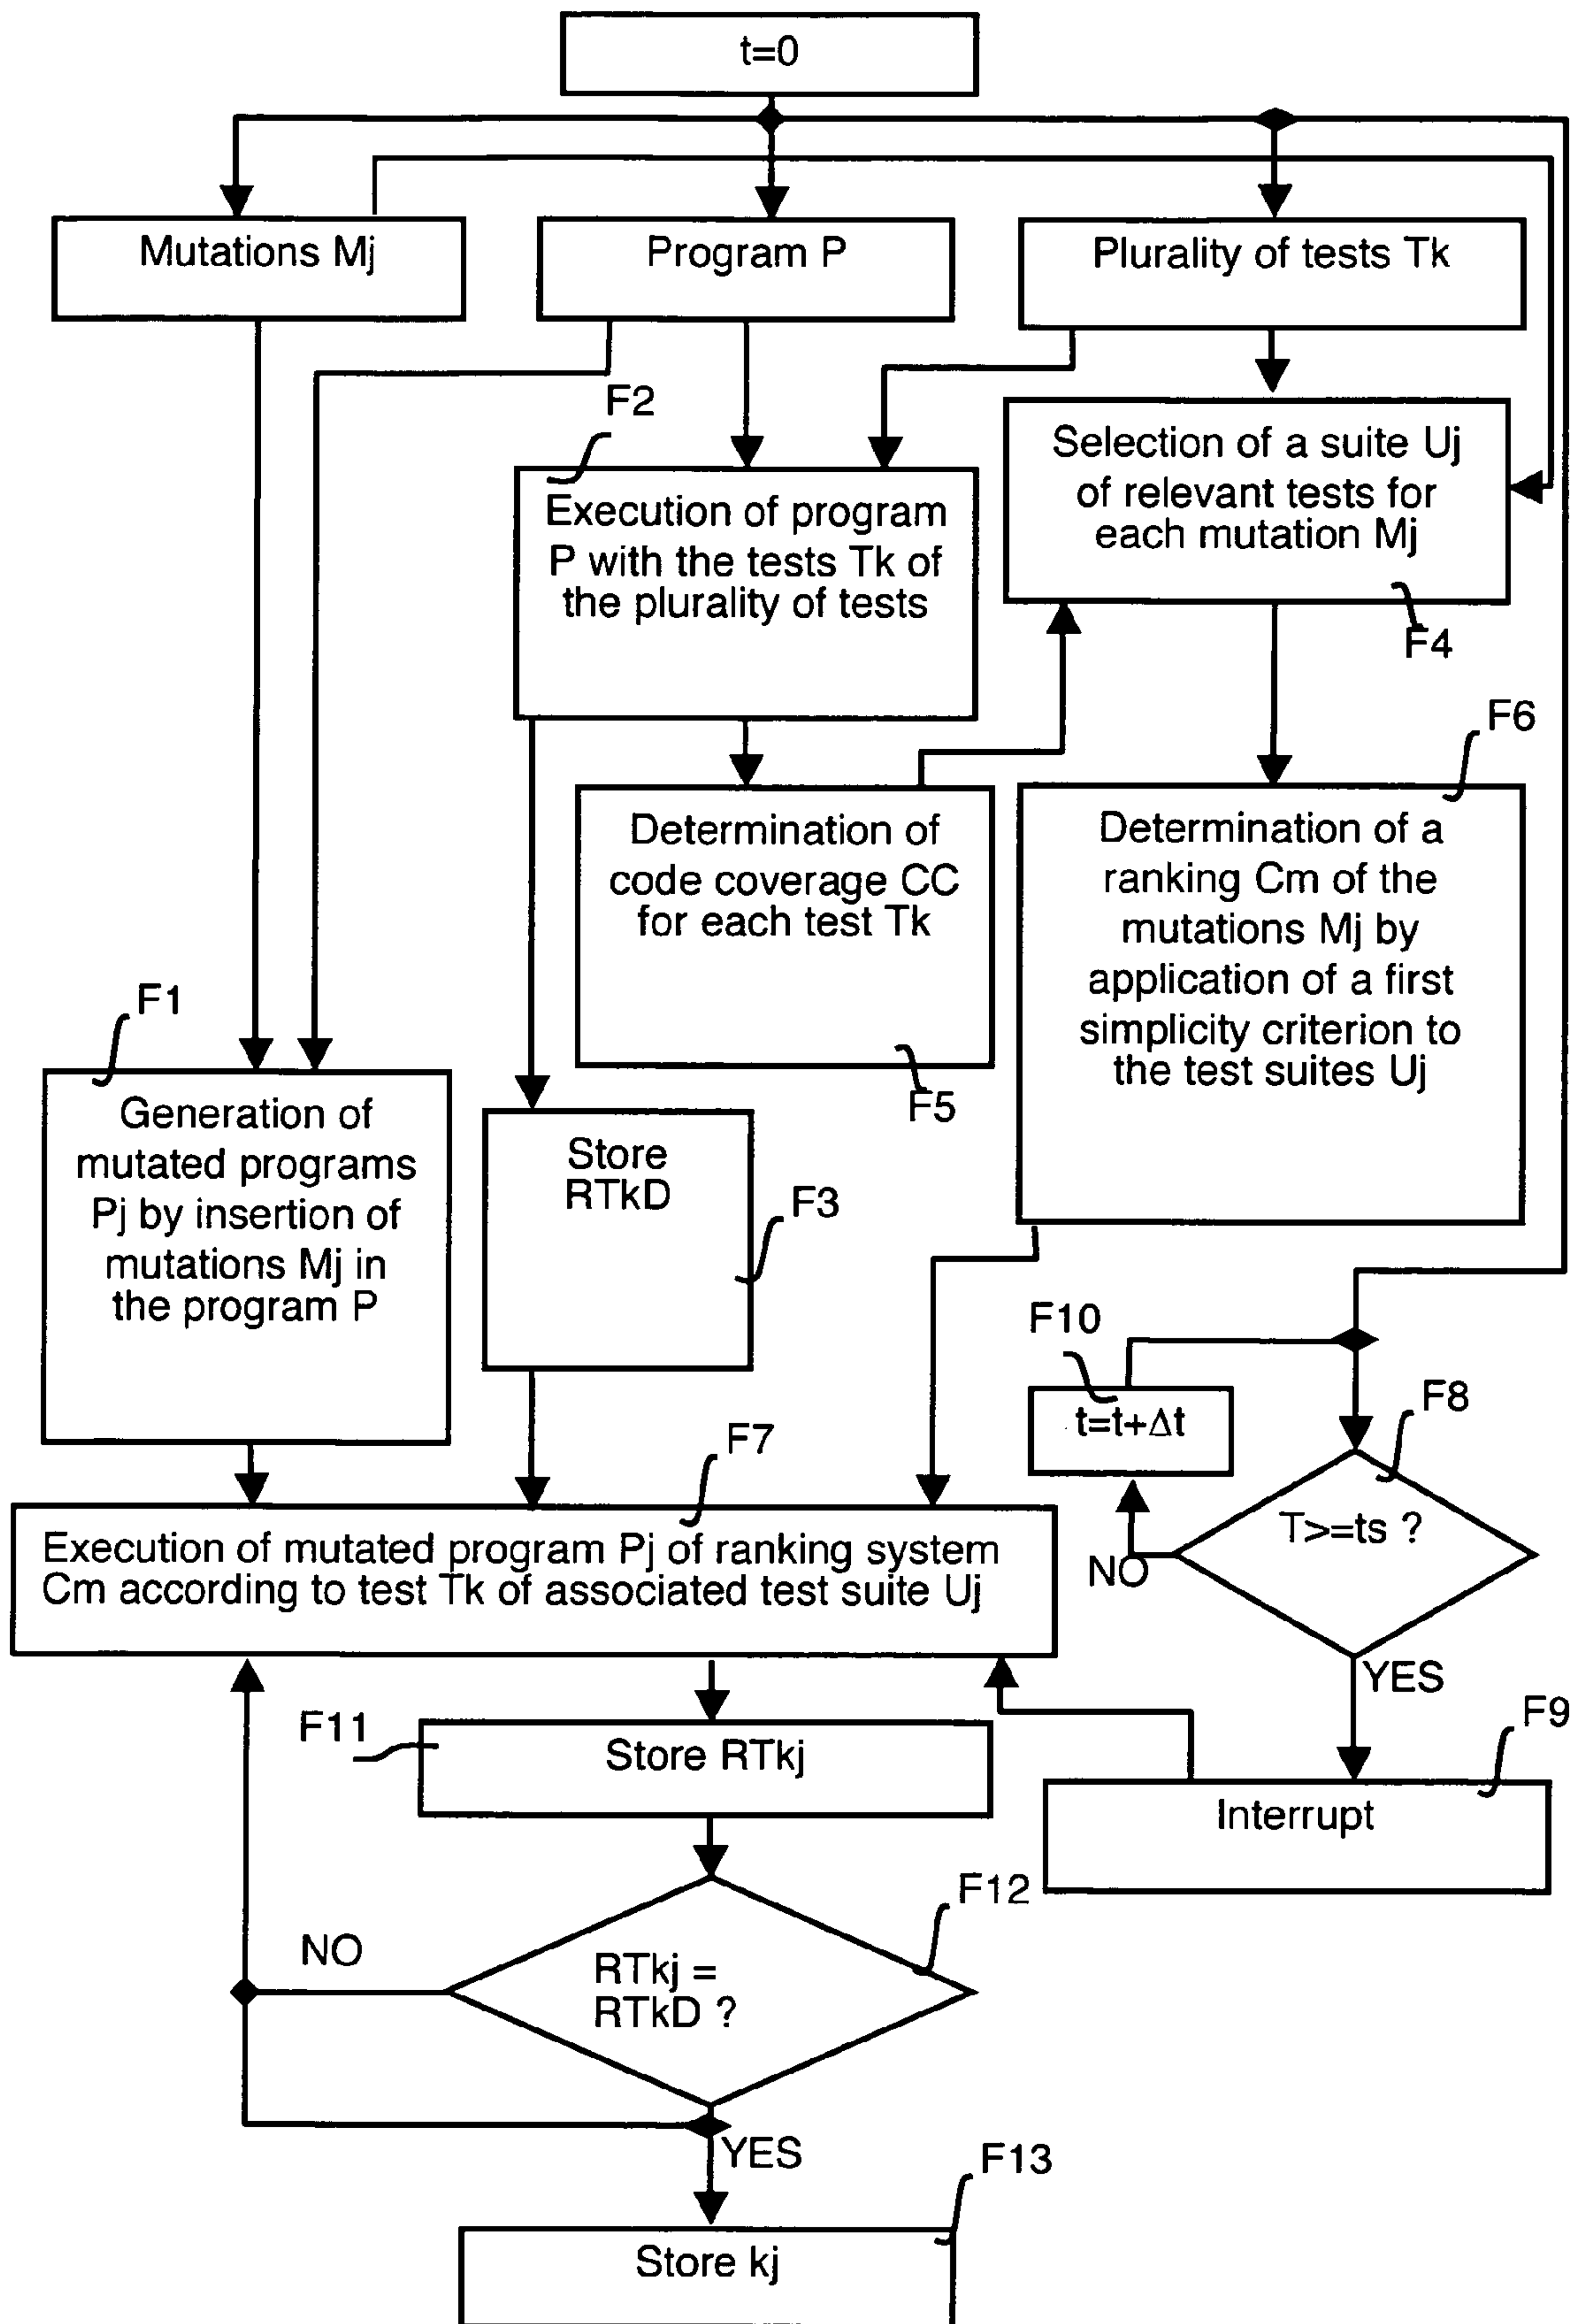 t=0
Mutations Mj
Program P
Plurality of tests Tk
F2
Execution of program
P with the tests Tk of
the plurality of tests
Selection of a suite Uj
of relevant tests for
each mutation Mj
F4
F6
Determination of
code coverage CC
for each test Tk
F5
Determination of a
ranking Cm of the
mutations Mj by
application of a first
simplicity criterion to
the test suites Uj
F1
Generation of
mutated programs
Pj by insertion of
mutations Mj in
the program P
Store
RTkD
F3
F10
t=t+Δt
F8
T>=ts ?
NO
YES
F7
Execution of mutated program Pj of ranking system
Cm according to test Tk of associated test suite Uj
F11
Store RTkj
F9
Interrupt
F12
NO
RTkj =
RTkD ?
YES
F13
Store kj